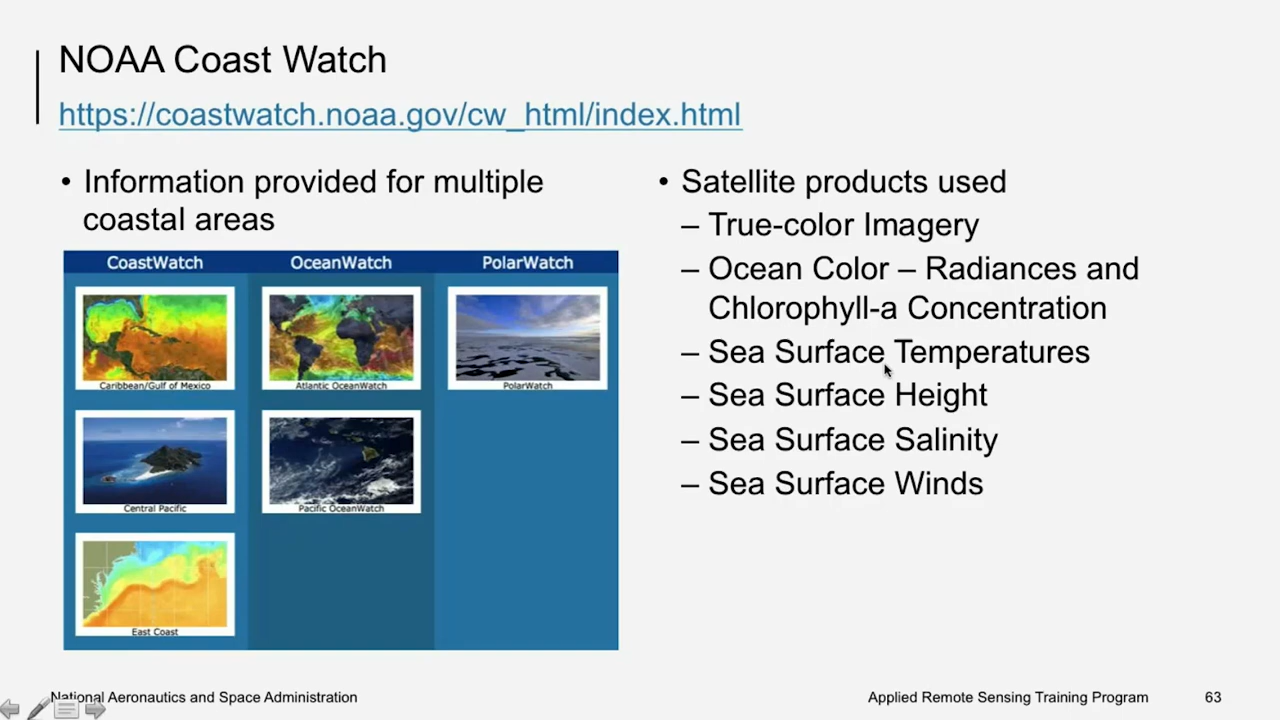 NOAA Coast Watch
https://coastwatch.noaa.gov/cw_html/index.html
• Information provided for multiple
coastal areas
CoastWatch
OceanWatch
PolarWatch
Caribbean/Gulf of Mexico
Atlantic OceanWatch
PolarWatch
Central Pacific
Pacific OceanWatch
East Coast
• Satellite products used
– True-color Imagery
– Ocean Color – Radiances and
Chlorophyll-a Concentration
– Sea Surface Temperatures
– Sea Surface Height
– Sea Surface Salinity
– Sea Surface Winds
National Aeronautics and Space Administration
Applied Remote Sensing Training Program
63